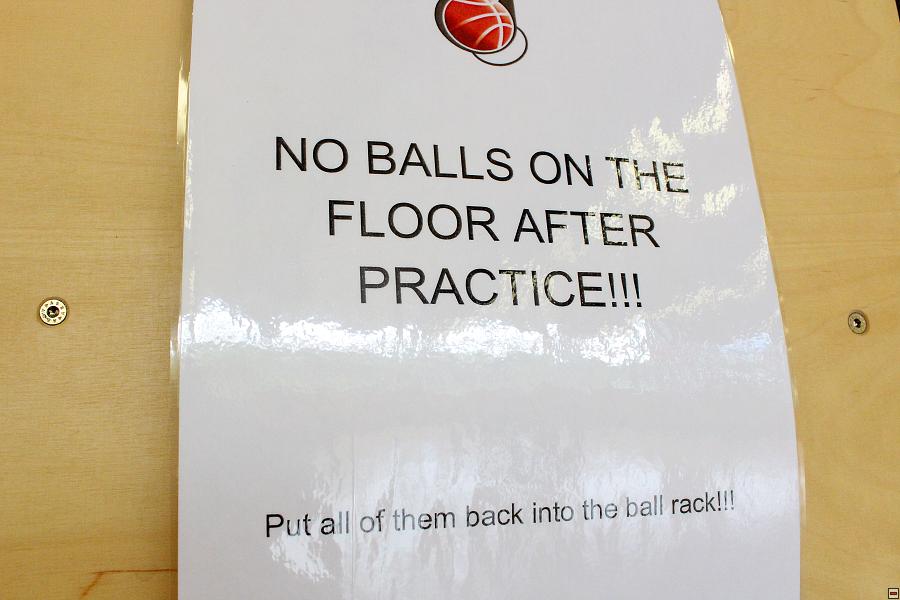 NO BALLS ON THE
FLOOR AFTER
PRACTICE!!!
Put all of them back into the ball rack!!!